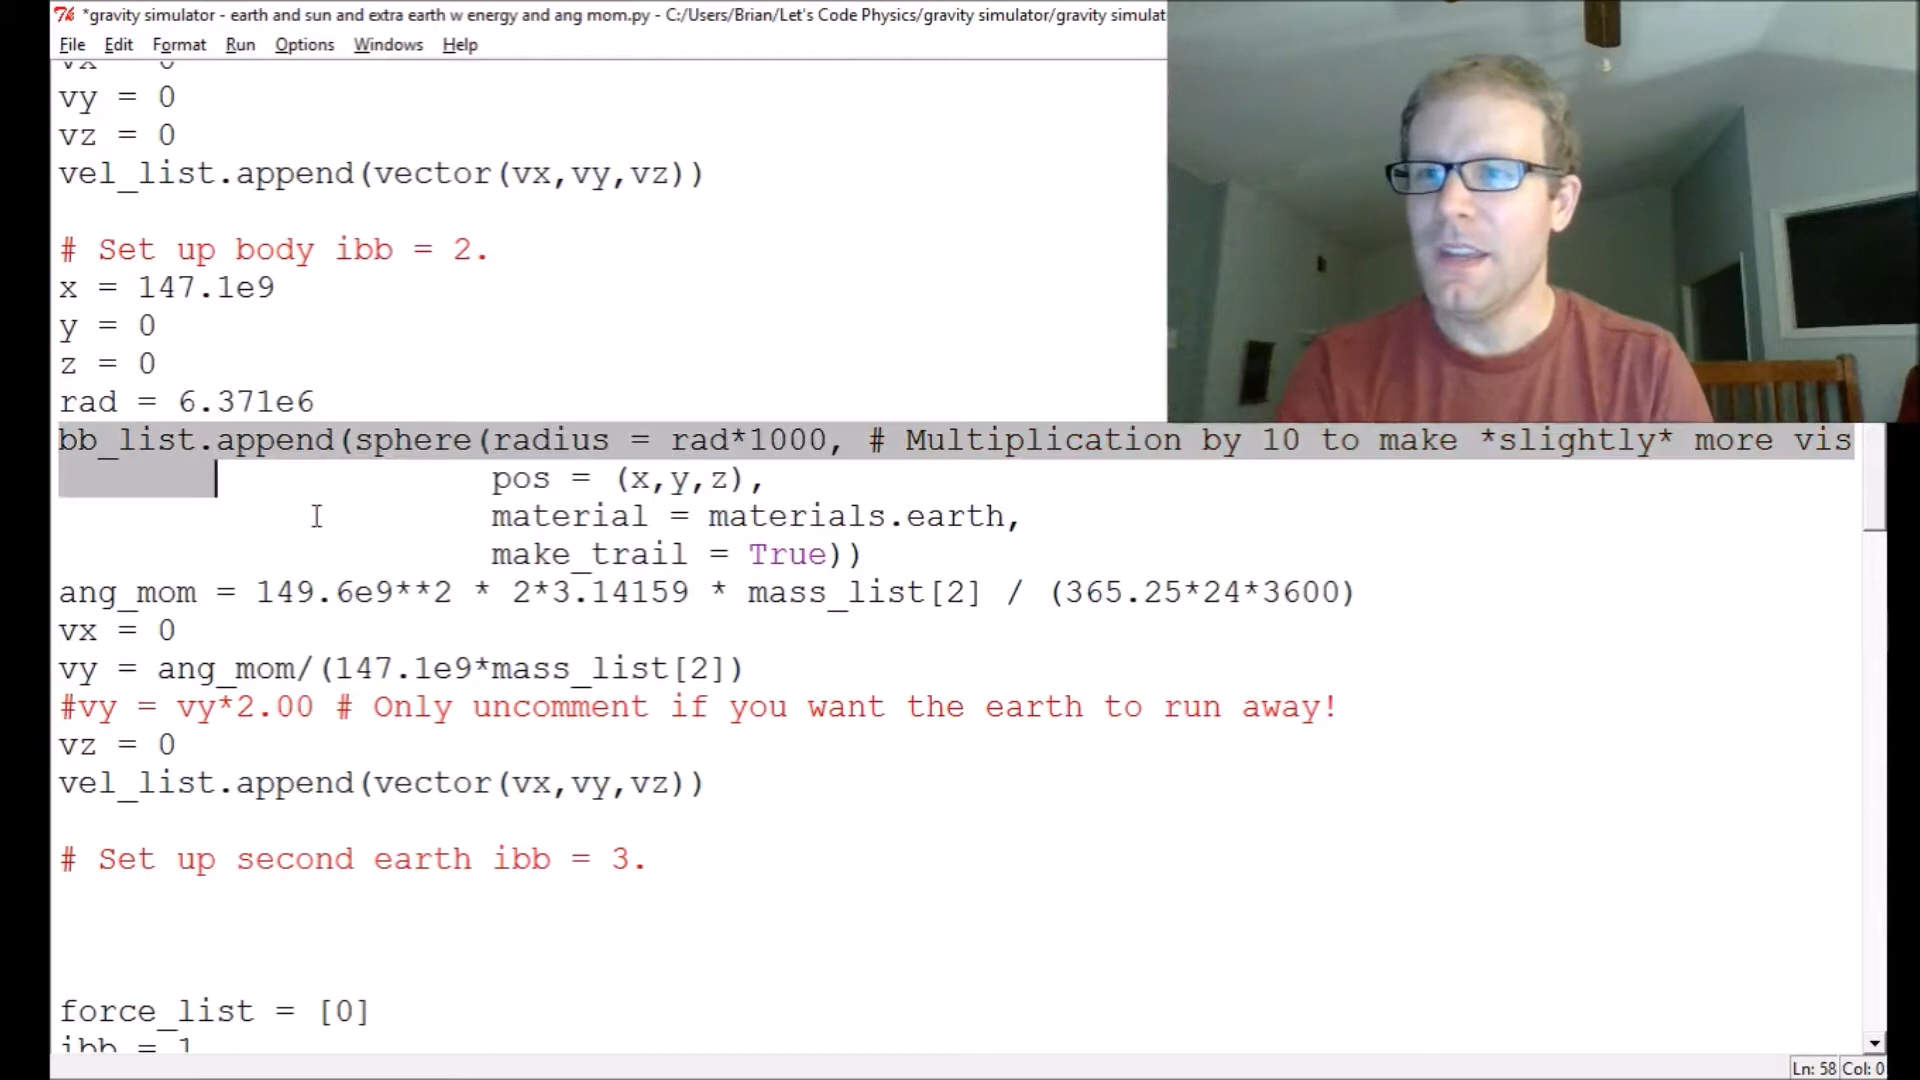 *gravity simulator - earth and sun and extra earth w energy and ang mom.py - C:/Users/Brian/Let's Code Physics/gravity simulator/gravity simulat
File Edit Format Run Options Windows Help
vx = 0
vy = 0
vz = 0
vel_list.append(vector(vx,vy,vz))
# Set up body ibb = 2.
x = 147.1e9
y = 0
z = 0
rad = 6.371e6
bb_list.append(sphere(radius = rad*1000, # Multiplication by 10 to make *slightly* more vis
pos = (x,y,z),
material = materials.earth,
make_trail = True))
ang_mom = 149.6e9**2 * 2*3.14159 * mass_list[2] / (365.25*24*3600)
vx = 0
vy = ang_mom/(147.1e9*mass_list[2])
#vy = vy*2.00 # Only uncomment if you want the earth to run away!
vz = 0
vel_list.append(vector(vx,vy,vz))
# Set up second earth ibb = 3.
force_list = [0]
ibb = 1
Ln: 58 Col: 0